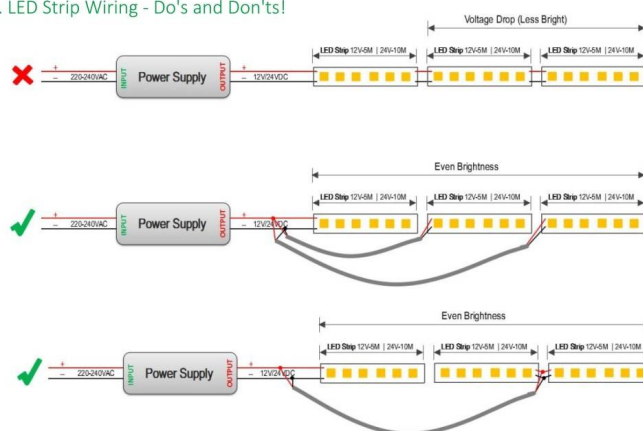 . LED Strip Wiring - Do's and Don'ts!
Voltage Drop (Less Bright)
LED Strip 12V-5M | 24V-10M LED Strip 12V-5M | 24V-10M LED Strip 12V-5M | 24V-10M
+ 
– 220-240VAC
INPUT
Power Supply
OUTPUT
+
– 12V/24VDC
Even Brightness
LED Strip 12V-5M | 24V-10M LED Strip 12V-5M | 24V-10M LED Strip 12V-5M | 24V-10M
+
– 220-240VAC
INPUT
Power Supply
OUTPUT
+
– 12V/24VDC
Even Brightness
LED Strip 12V-5M | 24V-10M LED Strip 12V-5M | 24V-10M LED Strip 12V-5M | 24V-10M
+
– 220-240VAC
INPUT
Power Supply
OUTPUT
+
– 12V/24VDC